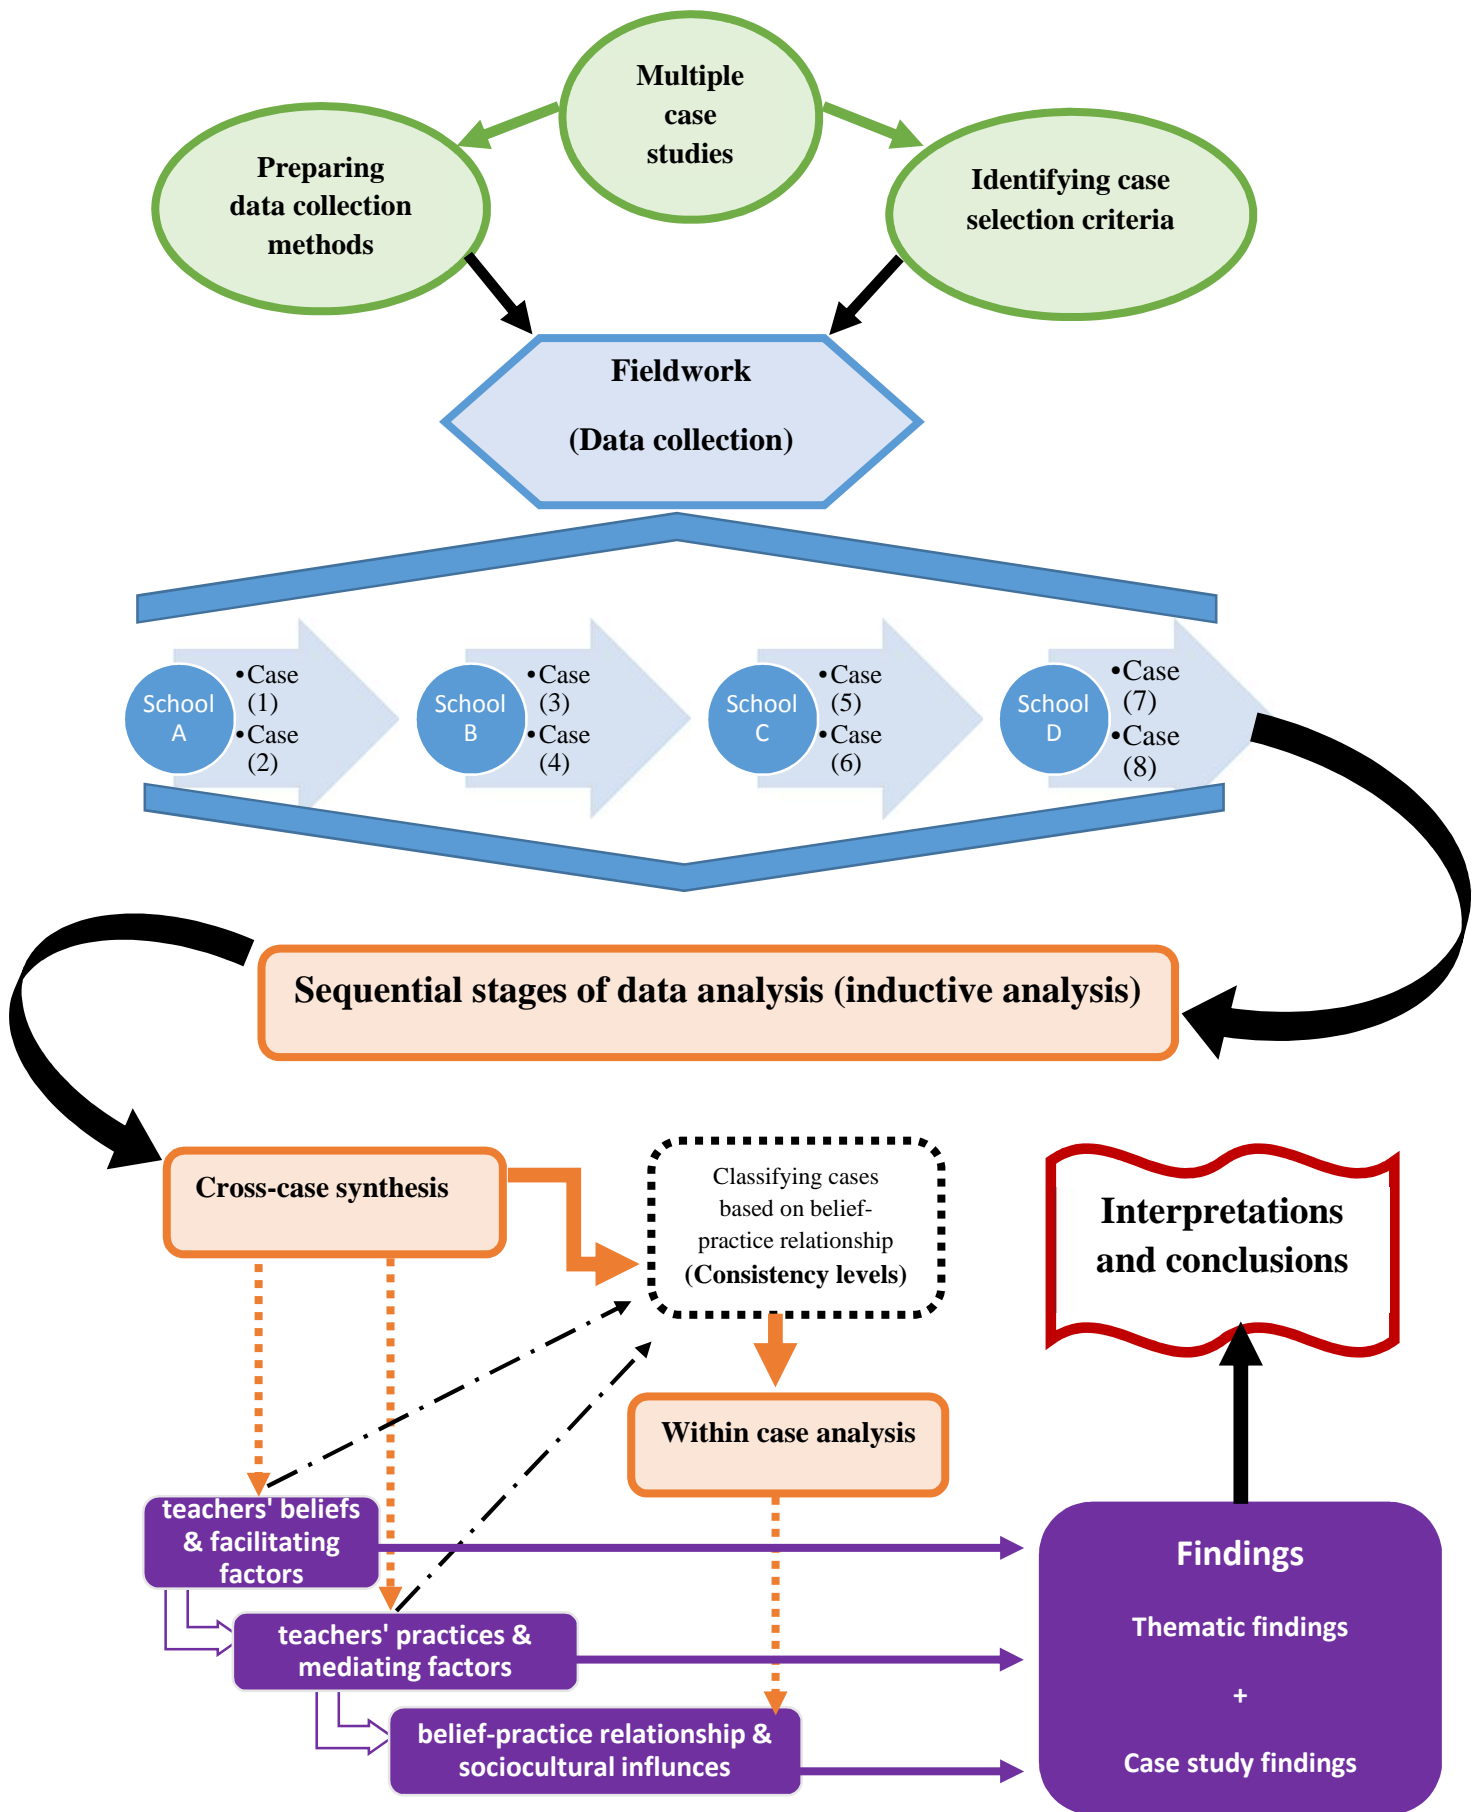 Multiple
case
studies
Preparing
data collection
methods
Identifying case
selection criteria
Fieldwork
(Data collection)
School
A
•Case
(1)
•Case
(2)
School
B
•Case
(3)
•Case
(4)
School
C
•Case
(5)
•Case
(6)
School
D
•Case
(7)
•Case
(8)
Sequential stages of data analysis (inductive analysis)
Cross-case synthesis
Classifying cases
based on belief-
practice relationship
(Consistency levels)
Interpretations
and conclusions
Within case analysis
teachers' beliefs
& facilitating
factors
teachers' practices &
mediating factors
belief-practice relationship &
sociocultural influnces
Findings
Thematic findings
+
Case study findings